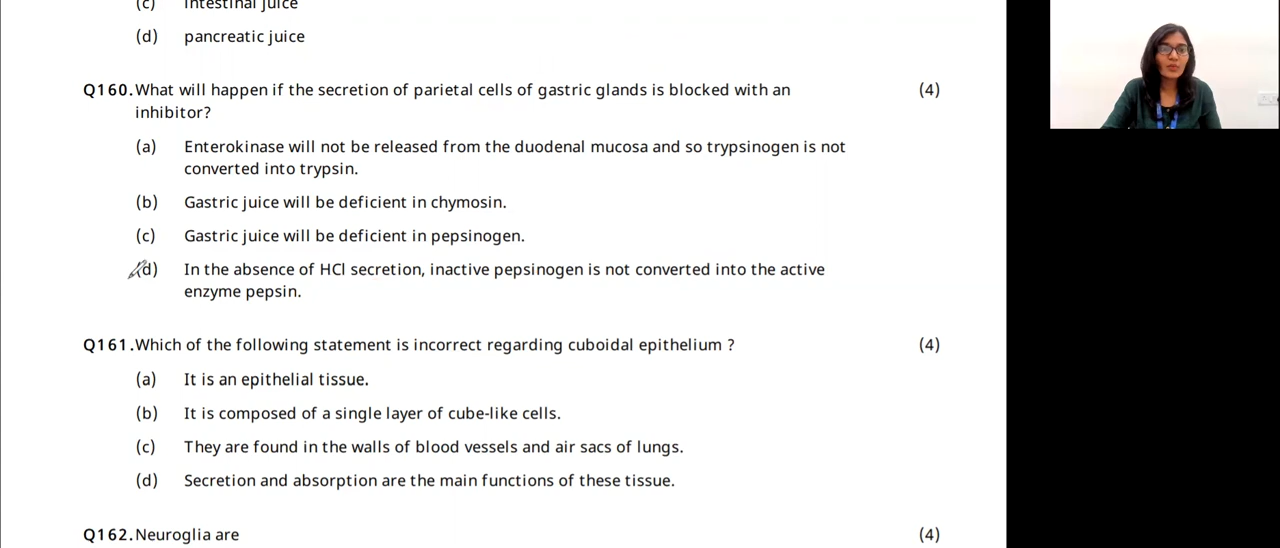 (c) intestinal juice
(d) pancreatic juice
Q160. What will happen if the secretion of parietal cells of gastric glands is blocked with an (4)
inhibitor?
(a) Enterokinase will not be released from the duodenal mucosa and so trypsinogen is not
converted into trypsin.
(b) Gastric juice will be deficient in chymosin.
(c) Gastric juice will be deficient in pepsinogen.
(d) In the absence of HCl secretion, inactive pepsinogen is not converted into the active
enzyme pepsin.
Q161. Which of the following statement is incorrect regarding cuboidal epithelium ? (4)
(a) It is an epithelial tissue.
(b) It is composed of a single layer of cube-like cells.
(c) They are found in the walls of blood vessels and air sacs of lungs.
(d) Secretion and absorption are the main functions of these tissue.
Q162. Neuroglia are (4)